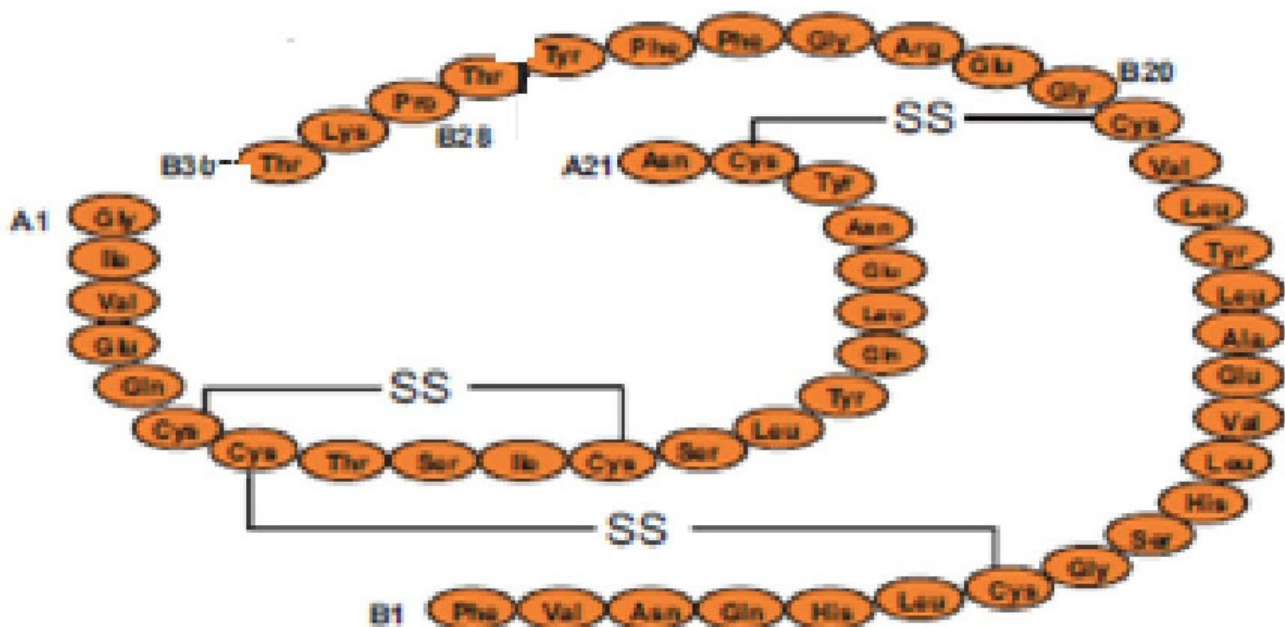 B30 Thr Lys Pro B28 Thr Tyr Phe Phe Gly Arg Glu Gly B20
Cys
Val
Leu
Tyr
Leu
Ala
Glu
Val
Leu
His
Ser
Gly
SS
A21 Asn Cys Tyr
Asn
Glu
Leu
Gln
Tyr
A1 Gly
Ile
Val
Glu
Gln
SS
Cys Cys Thr Ser Ile Cys Ser Leu
SS
B1 Phe Val Asn Gln His Leu Cys